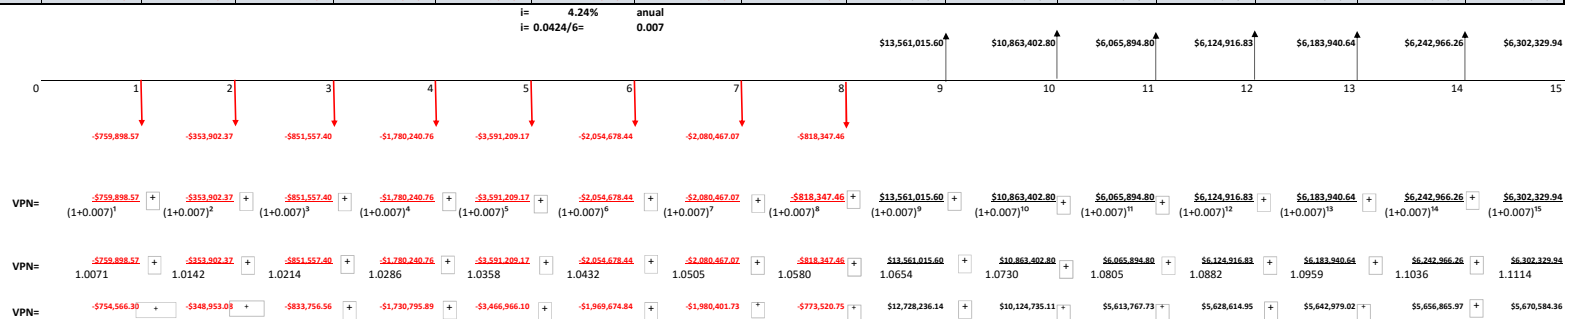 i= 4.24% anual
i= 0.0424/6= 0.007
$13,561,015.60 $10,863,402.80 $6,065,894.80 $6,124,916.83 $6,183,940.64 $6,242,966.26 $6,302,329.94
0 1 2 3 4 5 6 7 8 9 10 11 12 13 14 15
-$759,898.57 -$353,902.37 -$851,557.40 -$1,780,240.76 -$3,591,209.17 -$2,054,678.44 -$2,080,467.07 -$818,347.46
VPN= -$759,898.57 + -$353,902.37 + -$851,557.40 + -$1,780,240.76 + -$3,591,209.17 + -$2,054,678.44 + -$2,080,467.07 + -$818,347.46 + $13,561,015.60 + $10,863,402.80 + $6,065,894.80 + $6,124,916.83 + $6,183,940.64 + $6,242,966.26 + $6,302,329.94
(1+0.007)¹ (1+0.007)² (1+0.007)³ (1+0.007)⁴ (1+0.007)⁵ (1+0.007)⁶ (1+0.007)⁷ (1+0.007)⁸ (1+0.007)⁹ (1+0.007)¹⁰ (1+0.007)¹¹ (1+0.007)¹² (1+0.007)¹³ (1+0.007)¹⁴ (1+0.007)¹⁵
VPN= -$759,898.57 + -$353,902.37 + -$851,557.40 + -$1,780,240.76 + -$3,591,209.17 + -$2,054,678.44 + -$2,080,467.07 + -$818,347.46 + $13,561,015.60 + $10,863,402.80 + $6,065,894.80 + $6,124,916.83 + $6,183,940.64 + $6,242,966.26 + $6,302,329.94
1.0071 1.0142 1.0214 1.0286 1.0358 1.0432 1.0505 1.0580 1.0654 1.0730 1.0805 1.0882 1.0959 1.1036 1.1114
VPN= -$754,566.30 + -$348,953.03 + -$833,756.56 + -$1,730,795.89 + -$3,466,966.10 + -$1,969,674.84 + -$1,980,401.73 + -$773,520.75 + $12,728,236.14 + $10,124,735.11 + $5,613,767.73 + $5,628,614.95 + $5,642,979.02 + $5,656,865.97 + $5,670,584.36